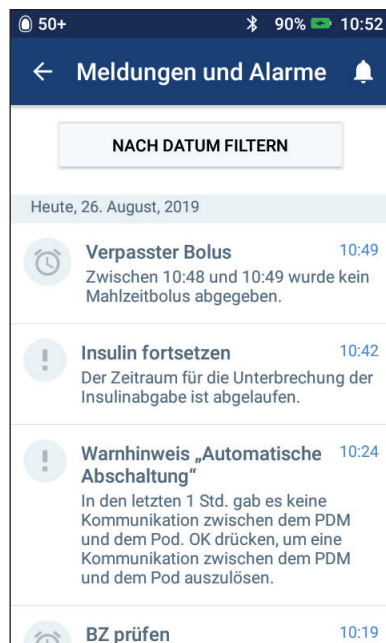 50+ 90% 10:52
Meldungen und Alarme
NACH DATUM FILTERN
Heute, 26. August, 2019
Verpasster Bolus 10:49
Zwischen 10:48 und 10:49 wurde kein
Mahlzeitbolus abgegeben.
Insulin fortsetzen 10:42
Der Zeitraum für die Unterbrechung der
Insulinabgabe ist abgelaufen.
Warnhinweis „Automatische 10:24
Abschaltung“
In den letzten 1 Std. gab es keine
Kommunikation zwischen dem PDM
und dem Pod. OK drücken, um eine
Kommunikation zwischen dem PDM
und dem Pod auszulösen.
BZ prüfen 10:19